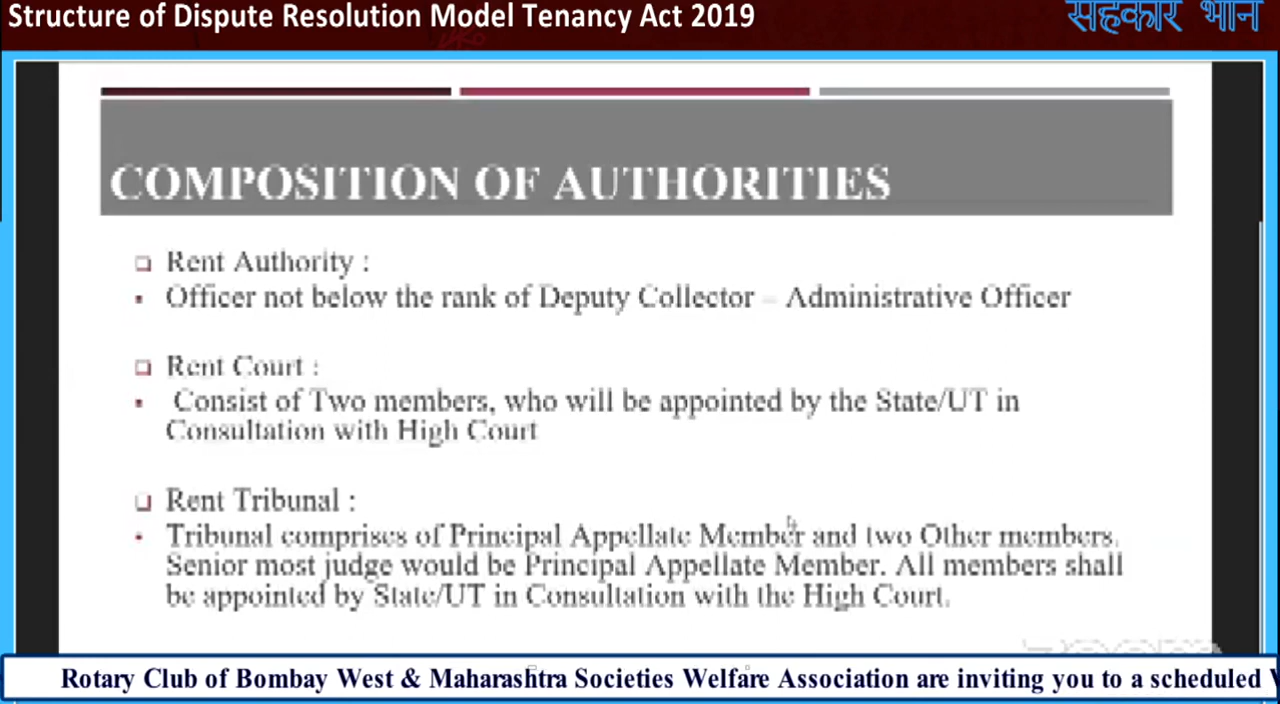 Structure of Dispute Resolution Model Tenancy Act 2019
सहकार भान
COMPOSITION OF AUTHORITIES
Rent Authority :
Officer not below the rank of Deputy Collector – Administrative Officer
Rent Court :
Consist of Two members, who will be appointed by the State/UT in
Consultation with High Court
Rent Tribunal :
Tribunal comprises of Principal Appellate Member and two Other members.
Senior most judge would be Principal Appellate Member. All members shall
be appointed by State/UT in Consultation with the High Court.
Rotary Club of Bombay West & Maharashtra Societies Welfare Association are inviting you to a scheduled